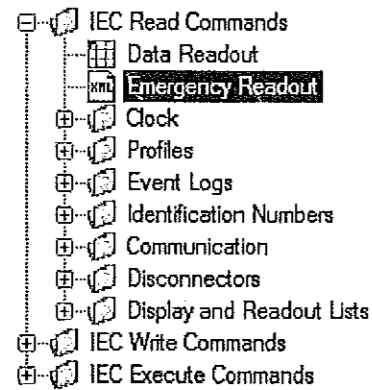 IEC Read Commands
Data Readout
XML Emergency Readout
Clock
Profiles
Event Logs
Identification Numbers
Communication
Disconnectors
Display and Readout Lists
IEC Write Commands
IEC Execute Commands